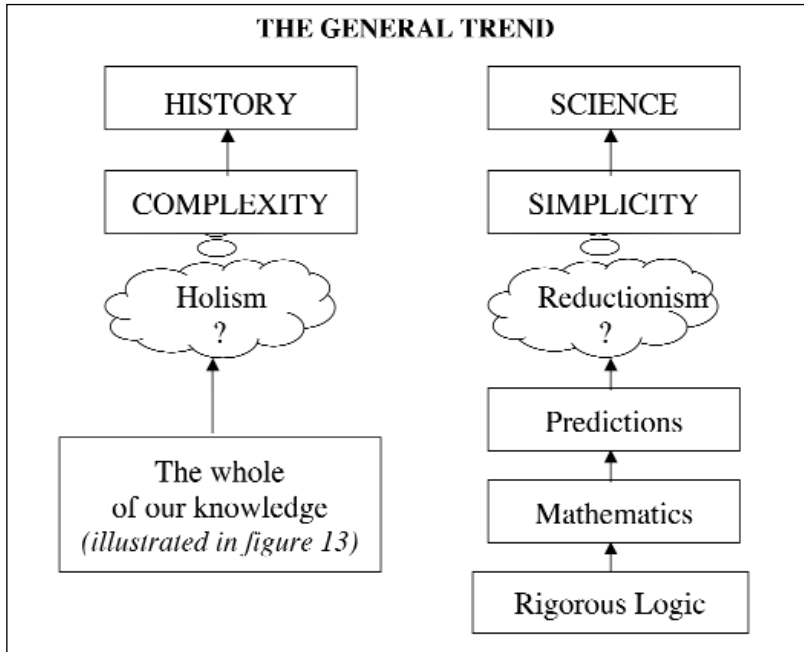 THE GENERAL TREND
HISTORY
COMPLEXITY
Holism
?
The whole
of our knowledge
(illustrated in figure 13)
SCIENCE
SIMPLICITY
Reductionism
?
Predictions
Mathematics
Rigorous Logic